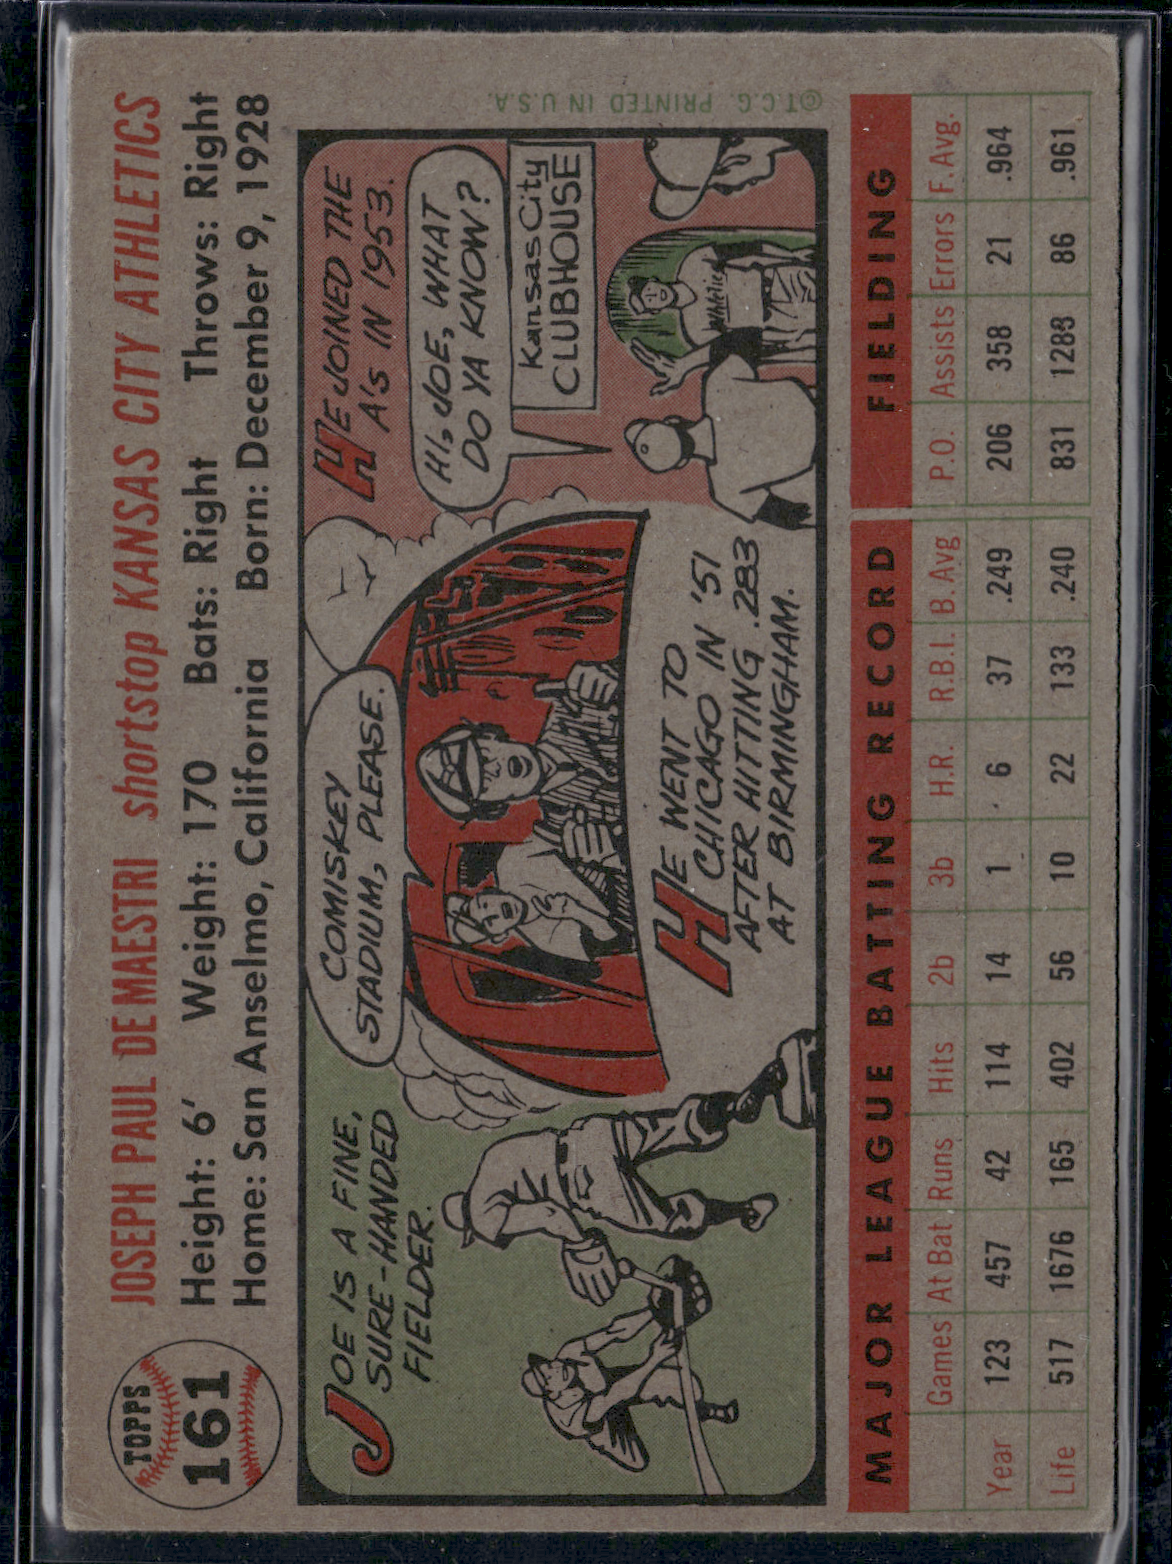 TOPPS
161
JOSEPH PAUL DE MAESTRI shortstop KANSAS CITY ATHLETICS
Height: 6' Weight: 170 Bats: Right Throws: Right
Home: San Anselmo, California Born: December 9, 1928
JOE IS A FINE,
SURE-HANDED
FIELDER.
COMISKEY
STADIUM, PLEASE.
HE WENT TO
CHICAGO IN '51
AFTER HITTING .283
AT BIRMINGHAM.
HE JOINED THE
A's IN 1953.
HI, JOE, WHAT
DO YA KNOW?
Kansas City
CLUBHOUSE
©T.C.G. PRINTED IN U.S.A.
MAJOR LEAGUE BATTING RECORD FIELDING
Games At Bat Runs Hits 2b 3b H.R. R.B.I. B. Avg P.O. Assists Errors F. Avg.
Year 123 457 42 114 14 1 6 37 .249 206 358 21 .964
Life 517 1676 165 402 56 10 22 133 .240 831 1288 86 .961